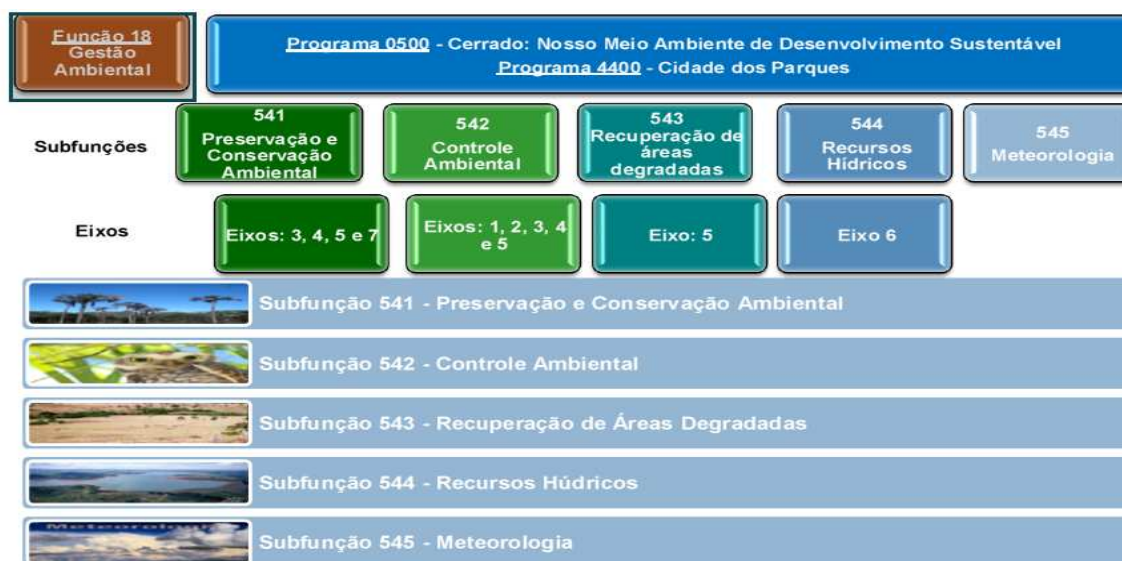 Função 18
Gestão
Ambiental
Programa 0500 - Cerrado: Nosso Meio Ambiente de Desenvolvimento Sustentável
Programa 4400 - Cidade dos Parques
Subfunções
541
Preservação e
Conservação
Ambiental
542
Controle
Ambiental
543
Recuperação de
áreas
degradadas
544
Recursos
Hídricos
545
Meteorologia
Eixos
Eixos: 3, 4, 5 e 7
Eixos: 1, 2, 3, 4
e 5
Eixo: 5
Eixo 6
Subfunção 541 - Preservação e Conservação Ambiental
Subfunção 542 - Controle Ambiental
Subfunção 543 - Recuperação de Áreas Degradadas
Subfunção 544 - Recursos Húdricos
Meteorologia
Subfunção 545 - Meteorologia